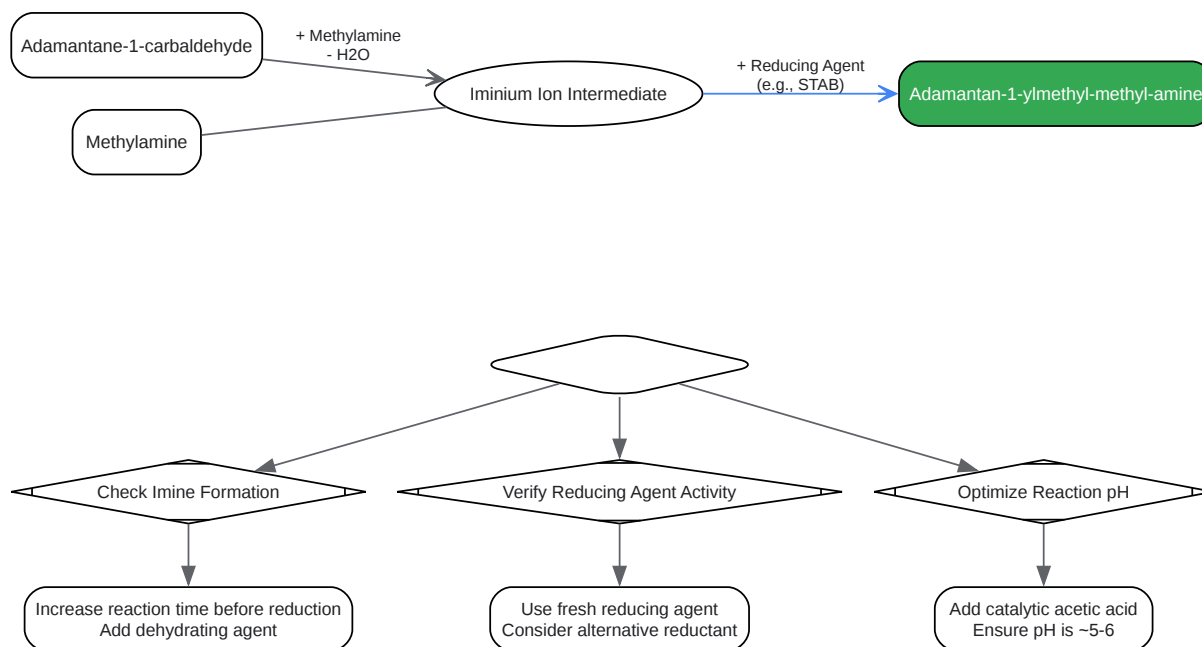 Adamantane-1-carbaldehyde
+ Methylamine
- H2O
Methylamine
Iminium Ion Intermediate
+ Reducing Agent
(e.g., STAB)
Adamantan-1-ylmethyl-methyl-amine
Check Imine Formation
Verify Reducing Agent Activity
Optimize Reaction pH
Increase reaction time before reduction
Add dehydrating agent
Use fresh reducing agent
Consider alternative reductant
Add catalytic acetic acid
Ensure pH is ~5-6